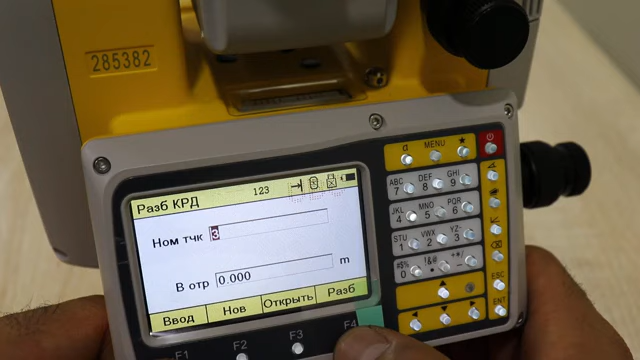 285382
Разб КРД 123
Ном тчк 3
В отр 0.000 m
Ввод Нов Открыть Разб
F1 F2 F3 F4
α MENU ★
ABC 7 DEF 8 GHI 9
JKL 4 MNO 5 PQR 6
STU 1 VWX 2 YZ 3
#$% 0 !&@ . *+ -
ESC
ENT